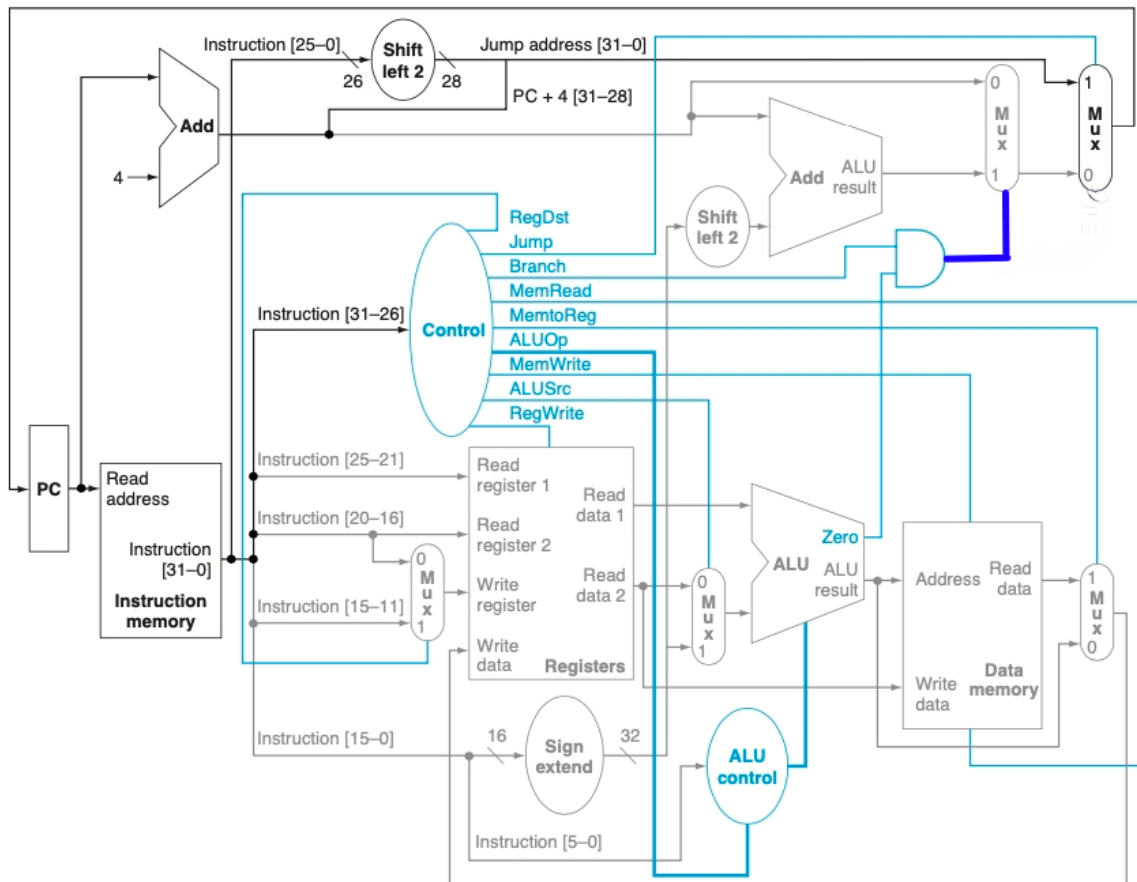 Instruction [25–0]
Shift
left 2
Jump address [31–0]
26
28
PC + 4 [31–28]
Add
4
0
M
u
x
1
1
M
u
x
0
Add
ALU
result
Shift
left 2
RegDst
Jump
Branch
MemRead
MemtoReg
ALUOp
MemWrite
ALUSrc
RegWrite
Instruction [31–26]
Control
PC
Read
address
Instruction
[31–0]
Instruction
memory
Instruction [25–21]
Instruction [20–16]
Instruction [15–11]
0
M
u
x
1
Read
register 1
Read
register 2
Write
register
Write
data
Read
data 1
Read
data 2
Registers
0
M
u
x
1
Zero
ALU
ALU
result
Address
Read
data
Write
data
Data
memory
1
M
u
x
0
Instruction [15–0]
16
Sign
extend
32
ALU
control
Instruction [5–0]